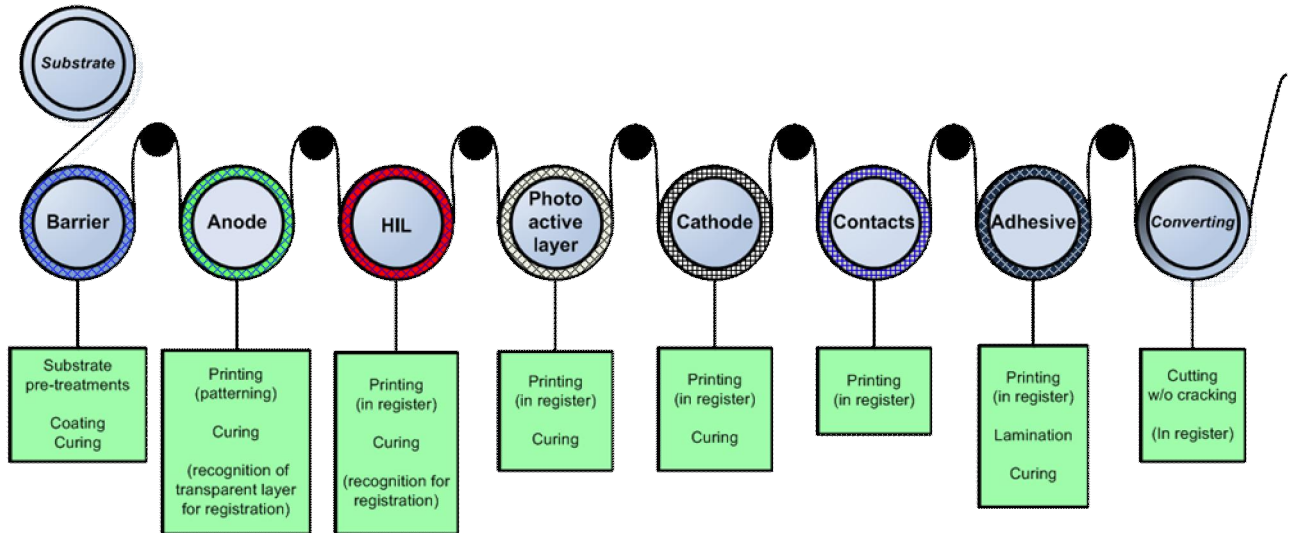 Substrate
Barrier
Anode
HIL
Photo
active
layer
Cathode
Contacts
Adhesive
Converting
Substrate
pre-treatments
Coating
Curing
Printing
(patterning)
Curing
(recognition of
transparent layer
for registration)
Printing
(in register)
Curing
(recognition for
registration)
Printing
(in register)
Curing
Printing
(in register)
Curing
Printing
(in register)
Printing
(in register)
Lamination
Curing
Cutting
w/o cracking
(In register)